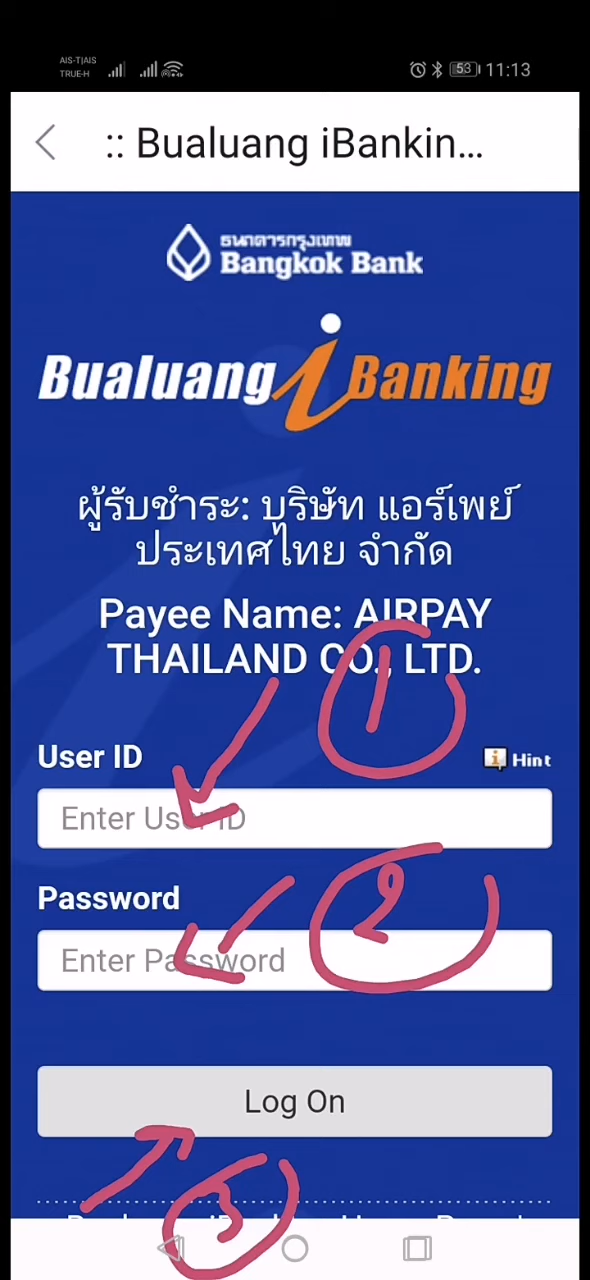 AIS-T|AIS
TRUE-H
53
11:13
:: Bualuang iBankin...
ธนาคารกรุงเทพ
Bangkok Bank
Bualuang iBanking
ผู้รับชำระ: บริษัท แอร์เพย์
ประเทศไทย จำกัด
Payee Name: AIRPAY
THAILAND CO., LTD.
1
User ID
Hint
Enter User ID
2
Password
Enter Password
Log On
3